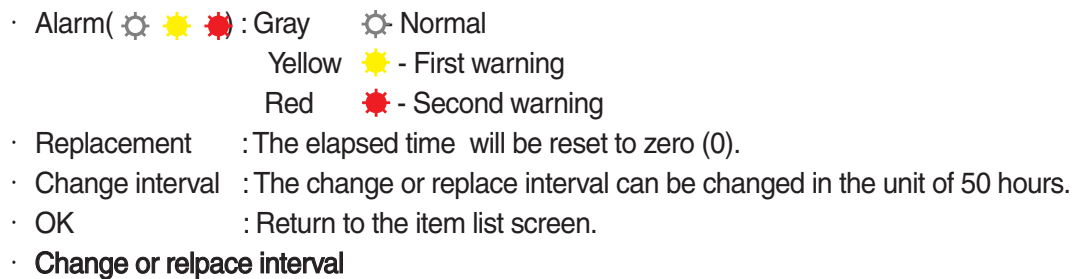 · Alarm( ) : Gray - Normal
Yellow - First warning
Red - Second warning
· Replacement : The elapsed time will be reset to zero (0).
· Change interval : The change or replace interval can be changed in the unit of 50 hours.
· OK : Return to the item list screen.
· Change or relpace interval